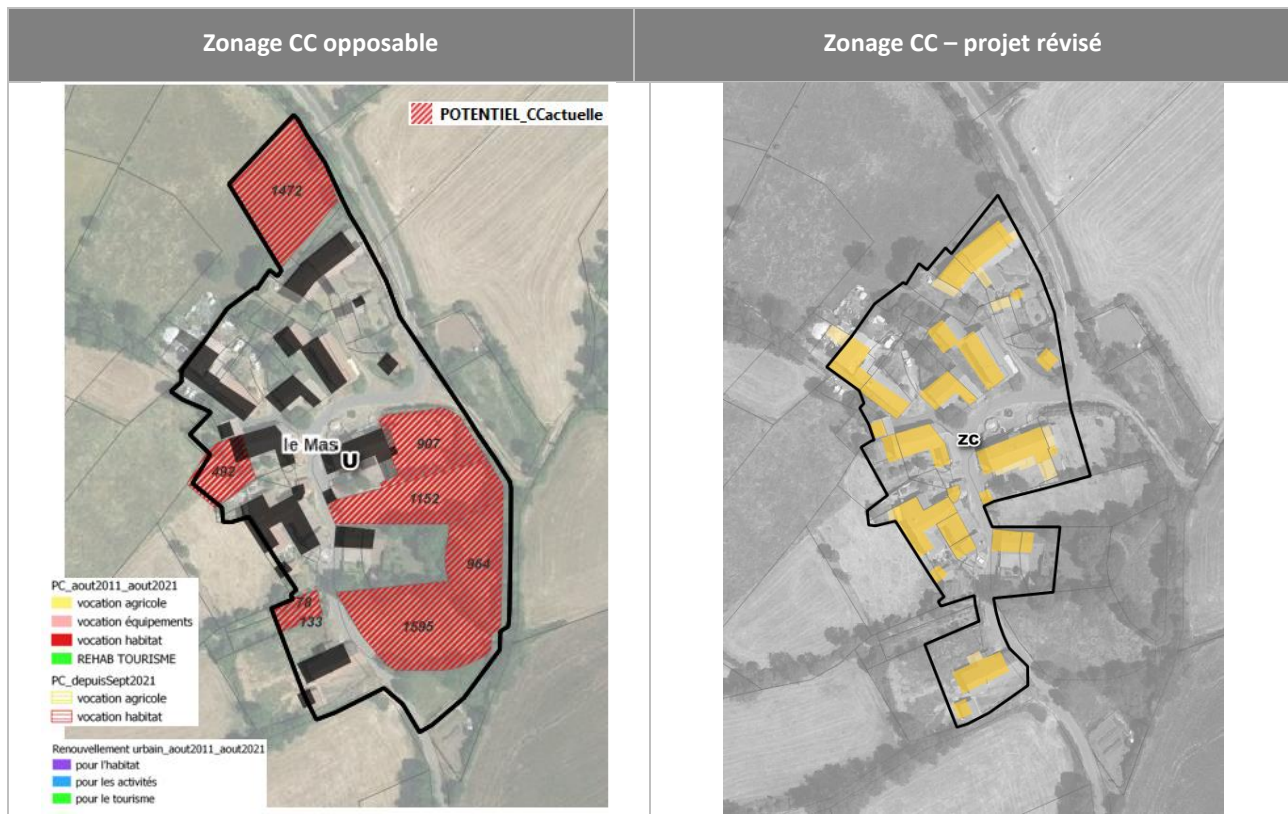 Zonage CC opposable
Zonage CC – projet révisé
POTENTIEL_CCactuelle
1472
le Mas
U
907
492
1152
964
78
133
1595
PC_aout2011_aout2021
vocation agricole
vocation équipements
vocation habitat
REHAB TOURISME
PC_depuisSept2021
vocation agricole
vocation habitat
Renouvellement urbain_aout2011_aout2021
pour l'habitat
pour les activités
pour le tourisme
zc